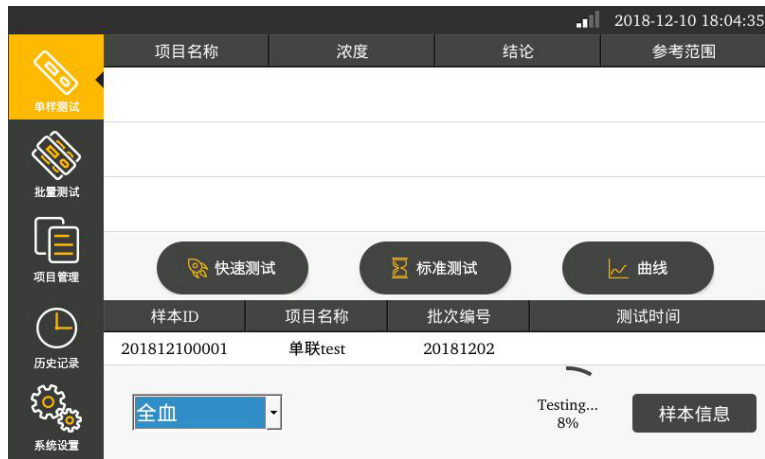 2018-12-10 18:04:35
项目名称 浓度 结论 参考范围
单样测试
批量测试
项目管理
历史记录
系统设置
快速测试 标准测试 曲线
样本ID 项目名称 批次编号 测试时间
201812100001 单联test 20181202
全血
Testing...
8%
样本信息